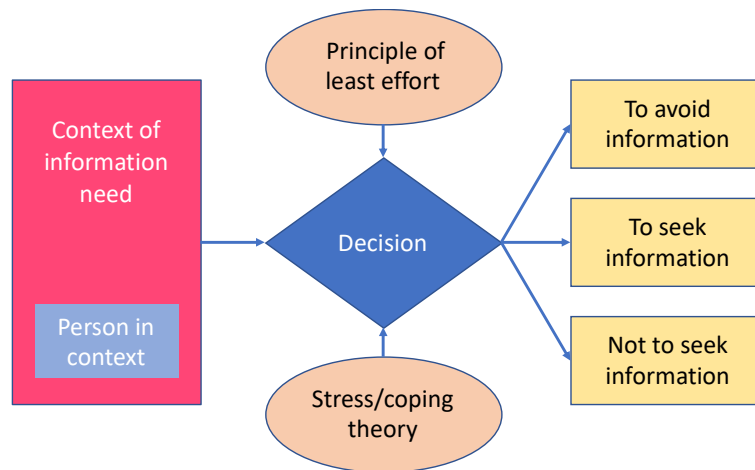 Principle of
least effort
Context of
information
need
Person in
context
Decision
Stress/coping
theory
To avoid
information
To seek
information
Not to seek
information